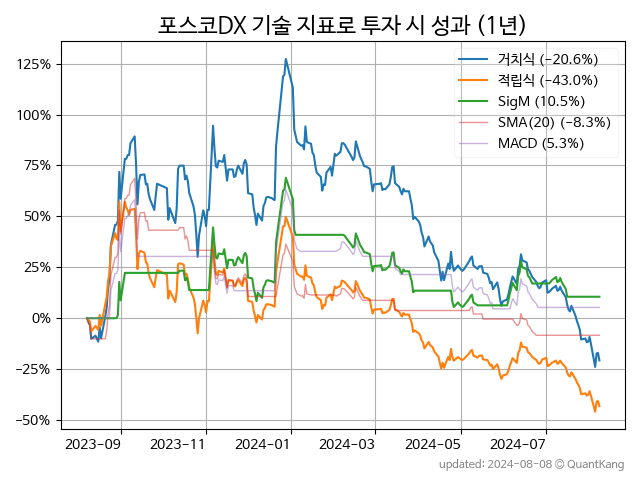 포스코DX 기술 지표로 투자 시 성과 (1년)
거치식 (−20.6%)
적립식 (−43.0%)
SigM (10.5%)
SMA(20) (−8.3%)
MACD (5.3%)
125%
100%
75%
50%
25%
0%
−25%
−50%
2023-09 2023-11 2024-01 2024-03 2024-05 2024-07
updated: 2024-08-08 © QuantKang